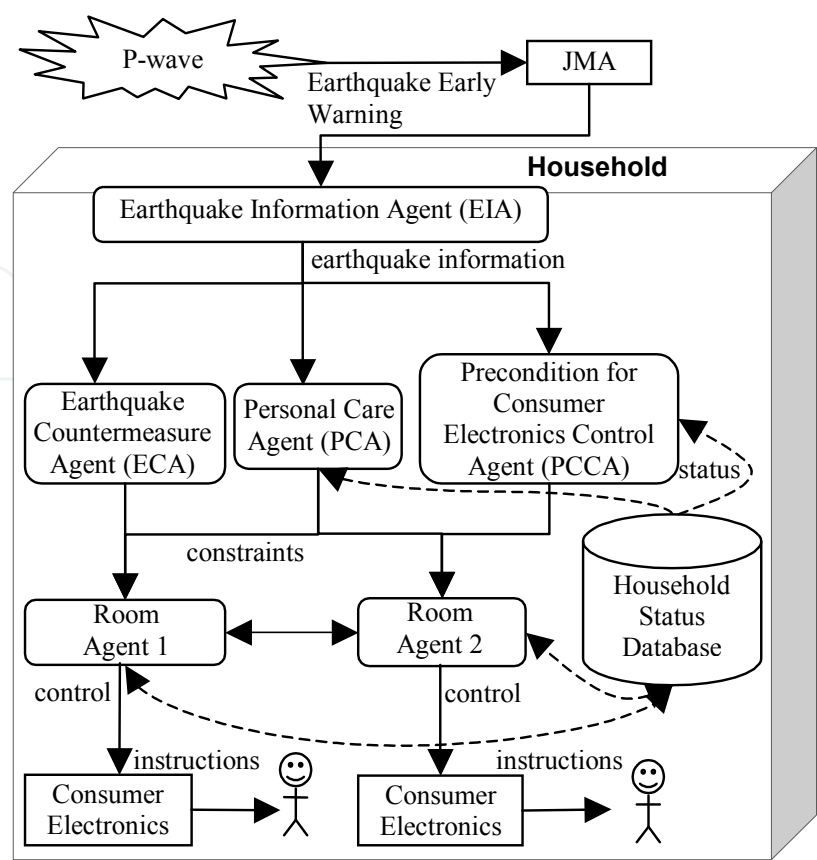 P-wave
JMA
Earthquake Early
Warning
Household
Earthquake Information Agent (EIA)
earthquake information
Earthquake
Countermeasure
Agent (ECA)
Personal Care
Agent (PCA)
Precondition for
Consumer
Electronics Control
Agent (PCCA)
status
constraints
Household
Status
Database
Room
Agent 1
Room
Agent 2
control
control
instructions
instructions
Consumer
Electronics
Consumer
Electronics